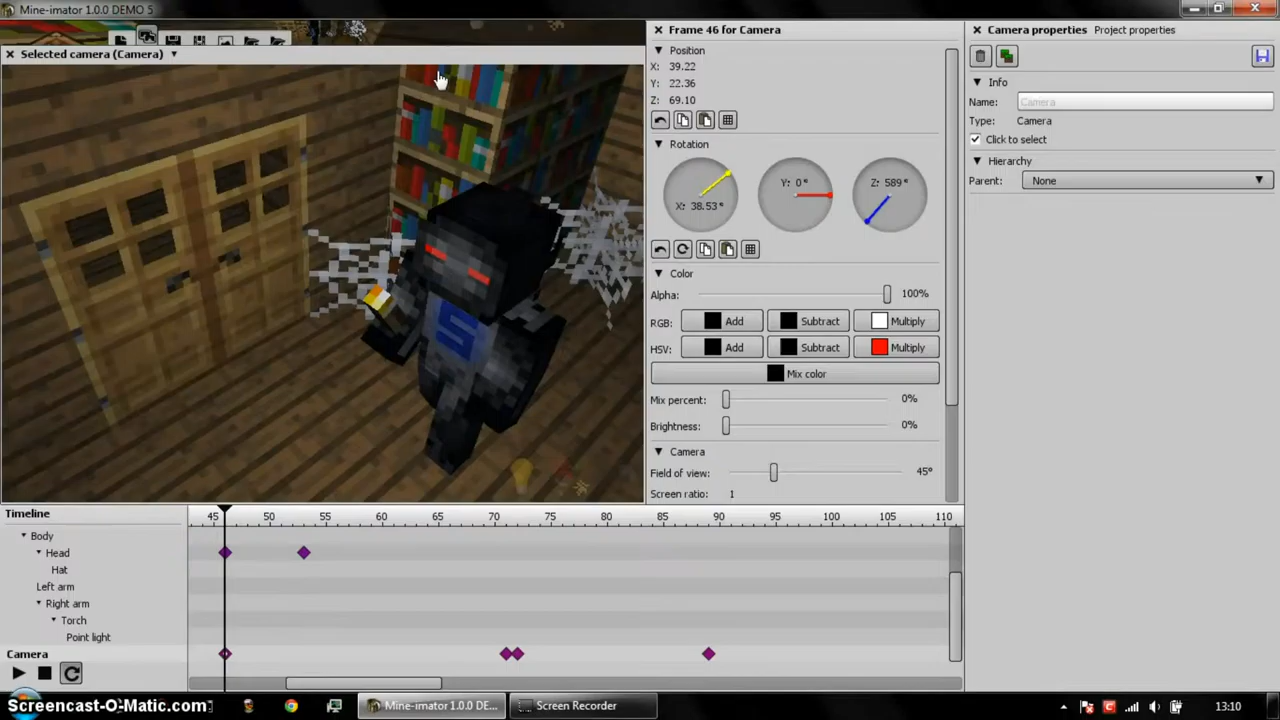 Mine-imator 1.0.0 DEMO 5
Selected camera (Camera)
Frame 46 for Camera
Position
X: 39.22
Y: 22.36
Z: 69.10
Rotation
X: 38.53° Y: 0° Z: 589°
Color
Alpha: 100%
RGB: Add Subtract Multiply
HSV: Add Subtract Multiply
Mix color
Mix percent: 0%
Brightness: 0%
Camera
Field of view: 45°
Screen ratio: 1
Camera properties Project properties
Info
Name: Camera
Type: Camera
Click to select
Hierarchy
Parent: None
S
Timeline
45 50 55 60 65 70 75 80 85 90 95 100 105 110
Body
Head
Hat
Left arm
Right arm
Torch
Point light
Camera
Screencast-O-Matic.com
Mine-imator 1.0.0 DE...
Screen Recorder
13:10